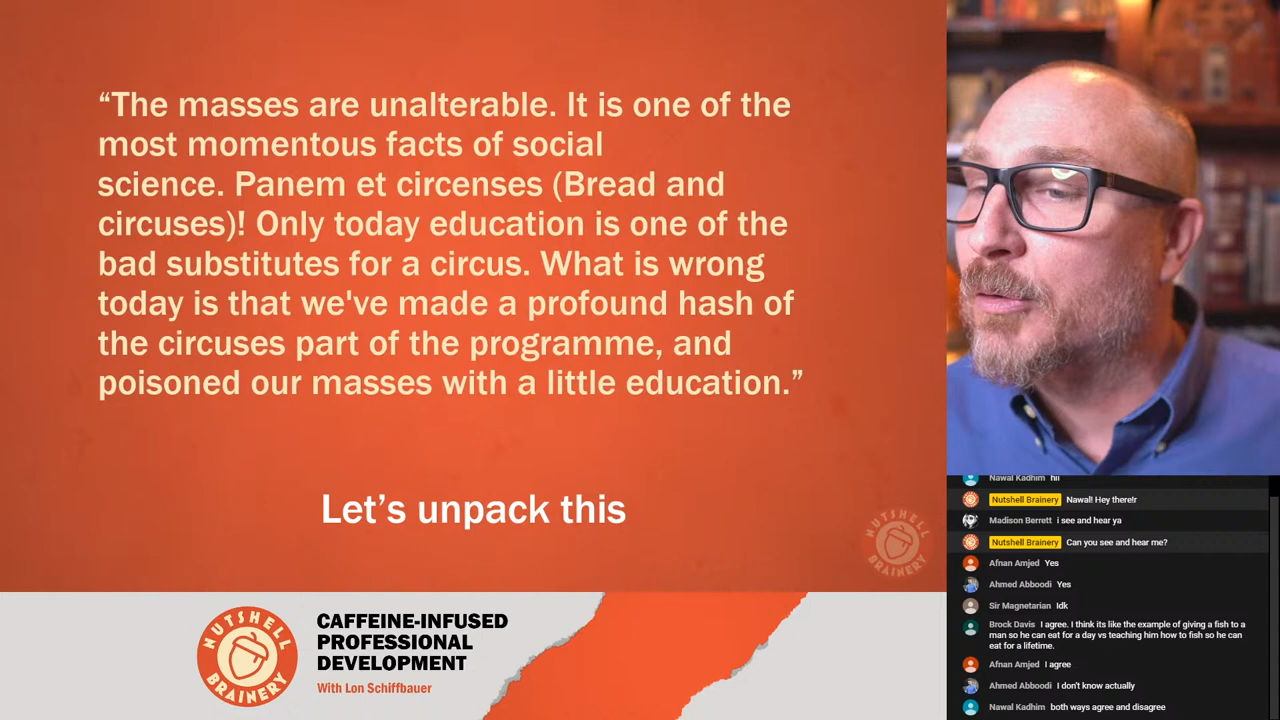 “The masses are unalterable. It is one of the
most momentous facts of social
science. Panem et circenses (Bread and
circuses)! Only today education is one of the
bad substitutes for a circus. What is wrong
today is that we've made a profound hash of
the circuses part of the programme, and
poisoned our masses with a little education.”
Let’s unpack this
NUTSHELL
BRAINERY
NUTSHELL
BRAINERY
CAFFEINE-INFUSED
PROFESSIONAL
DEVELOPMENT
With Lon Schiffbauer
Nawal Kadhim hii
Nutshell Brainery Nawal! Hey there!r
Madison Berrett i see and hear ya
Nutshell Brainery Can you see and hear me?
Afnan Amjed Yes
Ahmed Abboodi Yes
Sir Magnetarian Idk
Brock Davis I agree. I think its like the example of giving a fish to a
man so he can eat for a day vs teaching him how to fish so he can
eat for a lifetime.
Afnan Amjed I agree
Ahmed Abboodi I don't know actually
Nawal Kadhim both ways agree and disagree